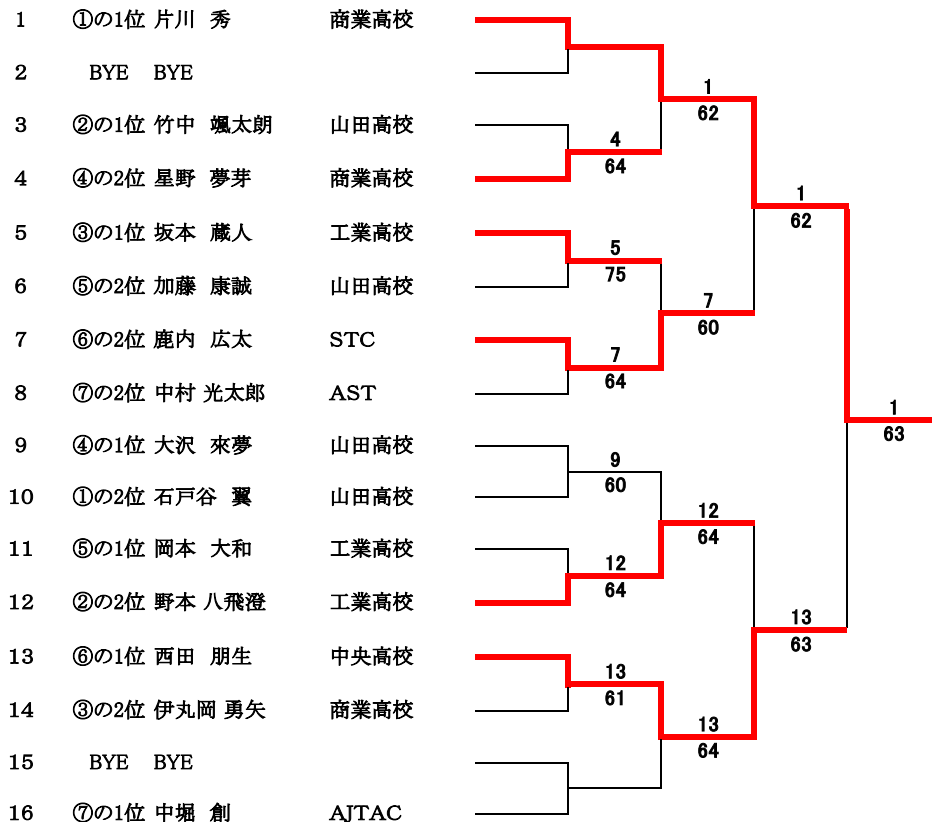 1 ①の1位 片川 秀 商業高校
2 BYE BYE
1
62
3 ②の1位 竹中 颯太朗 山田高校
4
64
4 ④の2位 星野 夢芽 商業高校
1
62
5 ③の1位 坂本 蔵人 工業高校
5
75
6 ⑤の2位 加藤 康誠 山田高校
7
60
7 ⑥の2位 鹿内 広太 STC
7
64
8 ⑦の2位 中村 光太郎 AST
1
63
9 ④の1位 大沢 來夢 山田高校
9
60
10 ①の2位 石戸谷 翼 山田高校
12
64
11 ⑤の1位 岡本 大和 工業高校
12
64
12 ②の2位 野本 八飛澄 工業高校
13
63
13 ⑥の1位 西田 朋生 中央高校
13
61
14 ③の2位 伊丸岡 勇矢 商業高校
13
64
15 BYE BYE
16 ⑦の1位 中堀 創 AJTAC